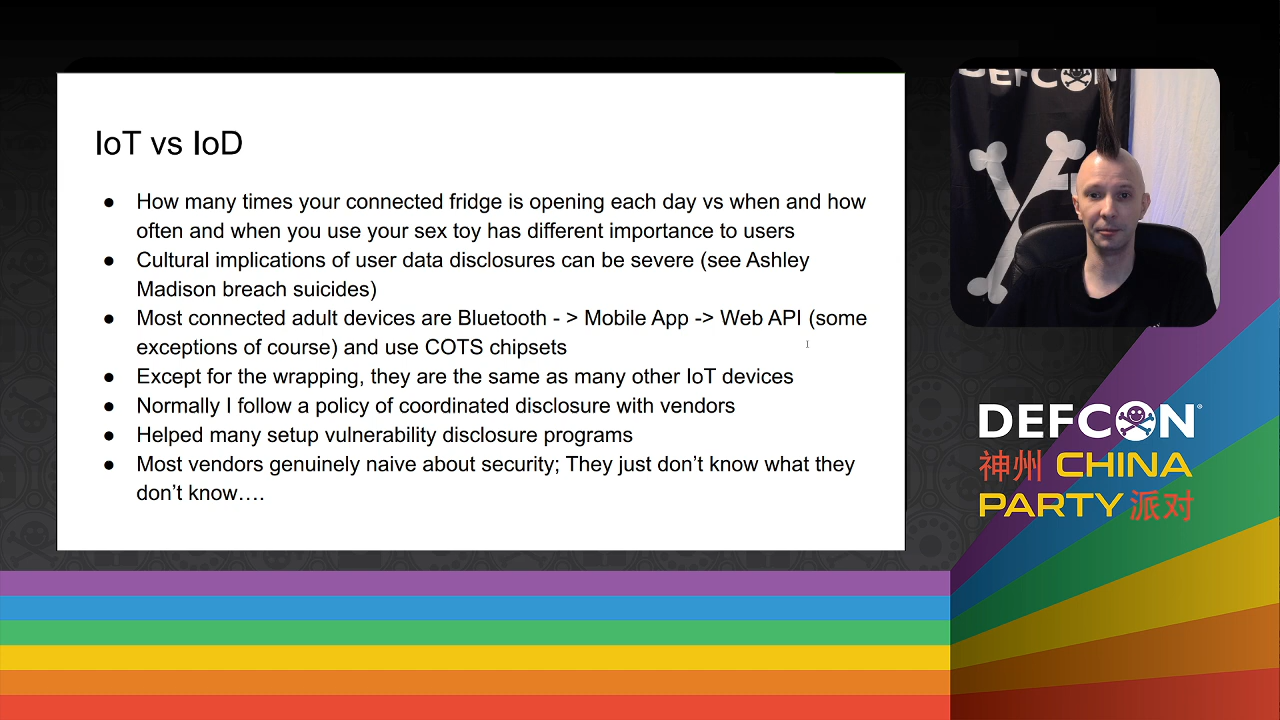 IoT vs IoD
● How many times your connected fridge is opening each day vs when and how
often and when you use your sex toy has different importance to users
● Cultural implications of user data disclosures can be severe (see Ashley
Madison breach suicides)
● Most connected adult devices are Bluetooth - > Mobile App -> Web API (some
exceptions of course) and use COTS chipsets
● Except for the wrapping, they are the same as many other IoT devices
● Normally I follow a policy of coordinated disclosure with vendors
● Helped many setup vulnerability disclosure programs
● Most vendors genuinely naive about security; They just don’t know what they
don’t know….
DEFCON
DEFCON®
神州 CHINA
PARTY 派对